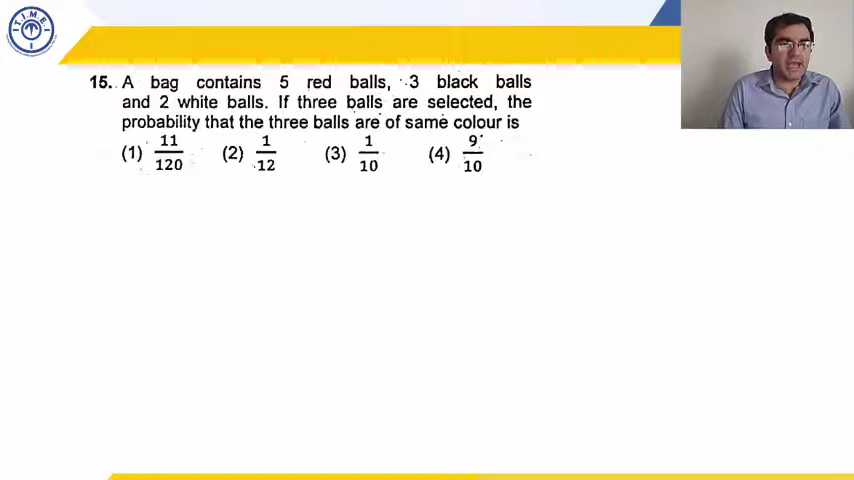 T.I.M.E.
15. A bag contains 5 red balls, 3 black balls
and 2 white balls. If three balls are selected, the
probability that the three balls are of same colour is
(1) 11/120 (2) 1/12 (3) 1/10 (4) 9/10